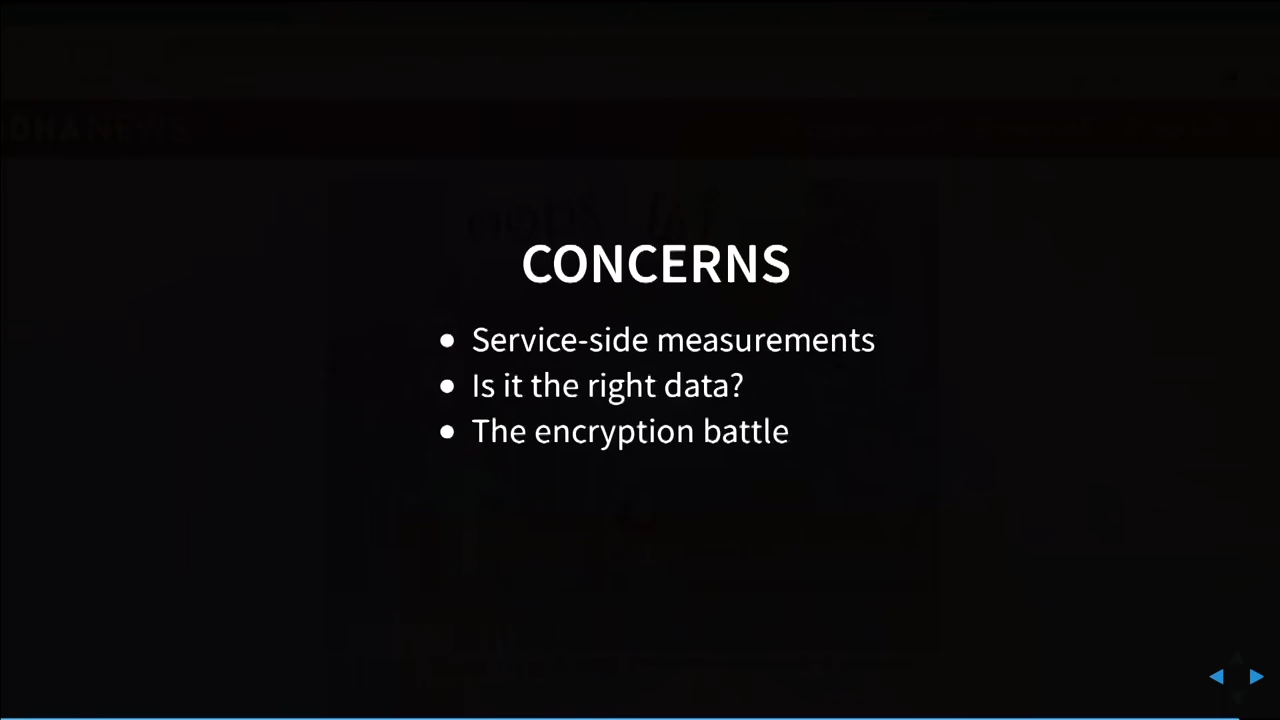 CONCERNS
Service-side measurements
Is it the right data?
The encryption battle